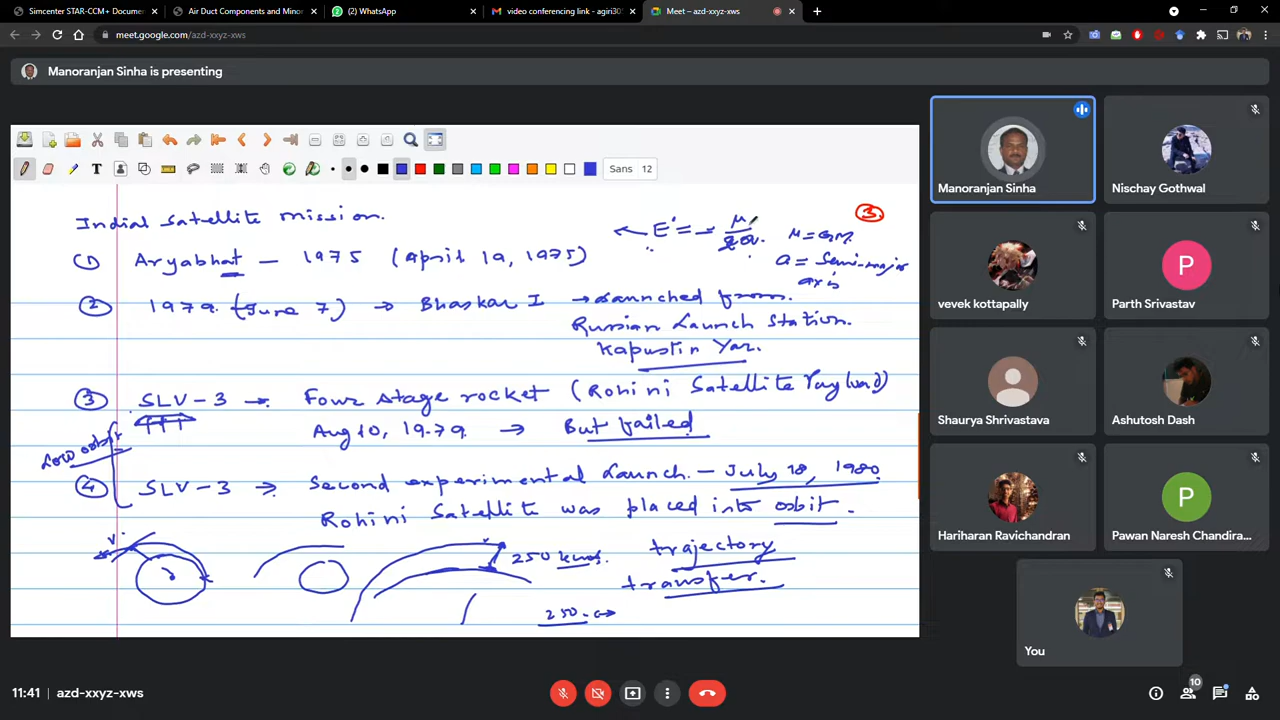 Simcenter STAR-CCM+ Documen
Air Duct Components and Minor
(2) WhatsApp
video conferencing link - agiri30
Meet – azd-xxyz-xws
meet.google.com/azd-xxyz-xws
Manoranjan Sinha is presenting
T
Sans 12
Indial satellite mission.
E = - μ/2a.
3.
μ = GM.
a = Semi-major axis
① Aryabhat – 1975 (April 19, 1975)
② 1979. (June 7) → Bhaskar I → Launched from.
Russian Launch Station.
Kapustin Yar.
③ SLV-3 → Four stage rocket (Rohini Satellite Payload)
Aug 10, 1979. → But failed
Low orbit
④ SLV-3 → Second experimental Launch. – July 18, 1980
Rohini Satellite was placed into orbit.
V
250 kms.
trajectory
transfer.
250
Manoranjan Sinha
Nischay Gothwal
vevek kottapally
Parth Srivastav
Shaurya Shrivastava
Ashutosh Dash
Hariharan Ravichandran
Pawan Naresh Chandira...
You
P
P
11:41
azd-xxyz-xws
10